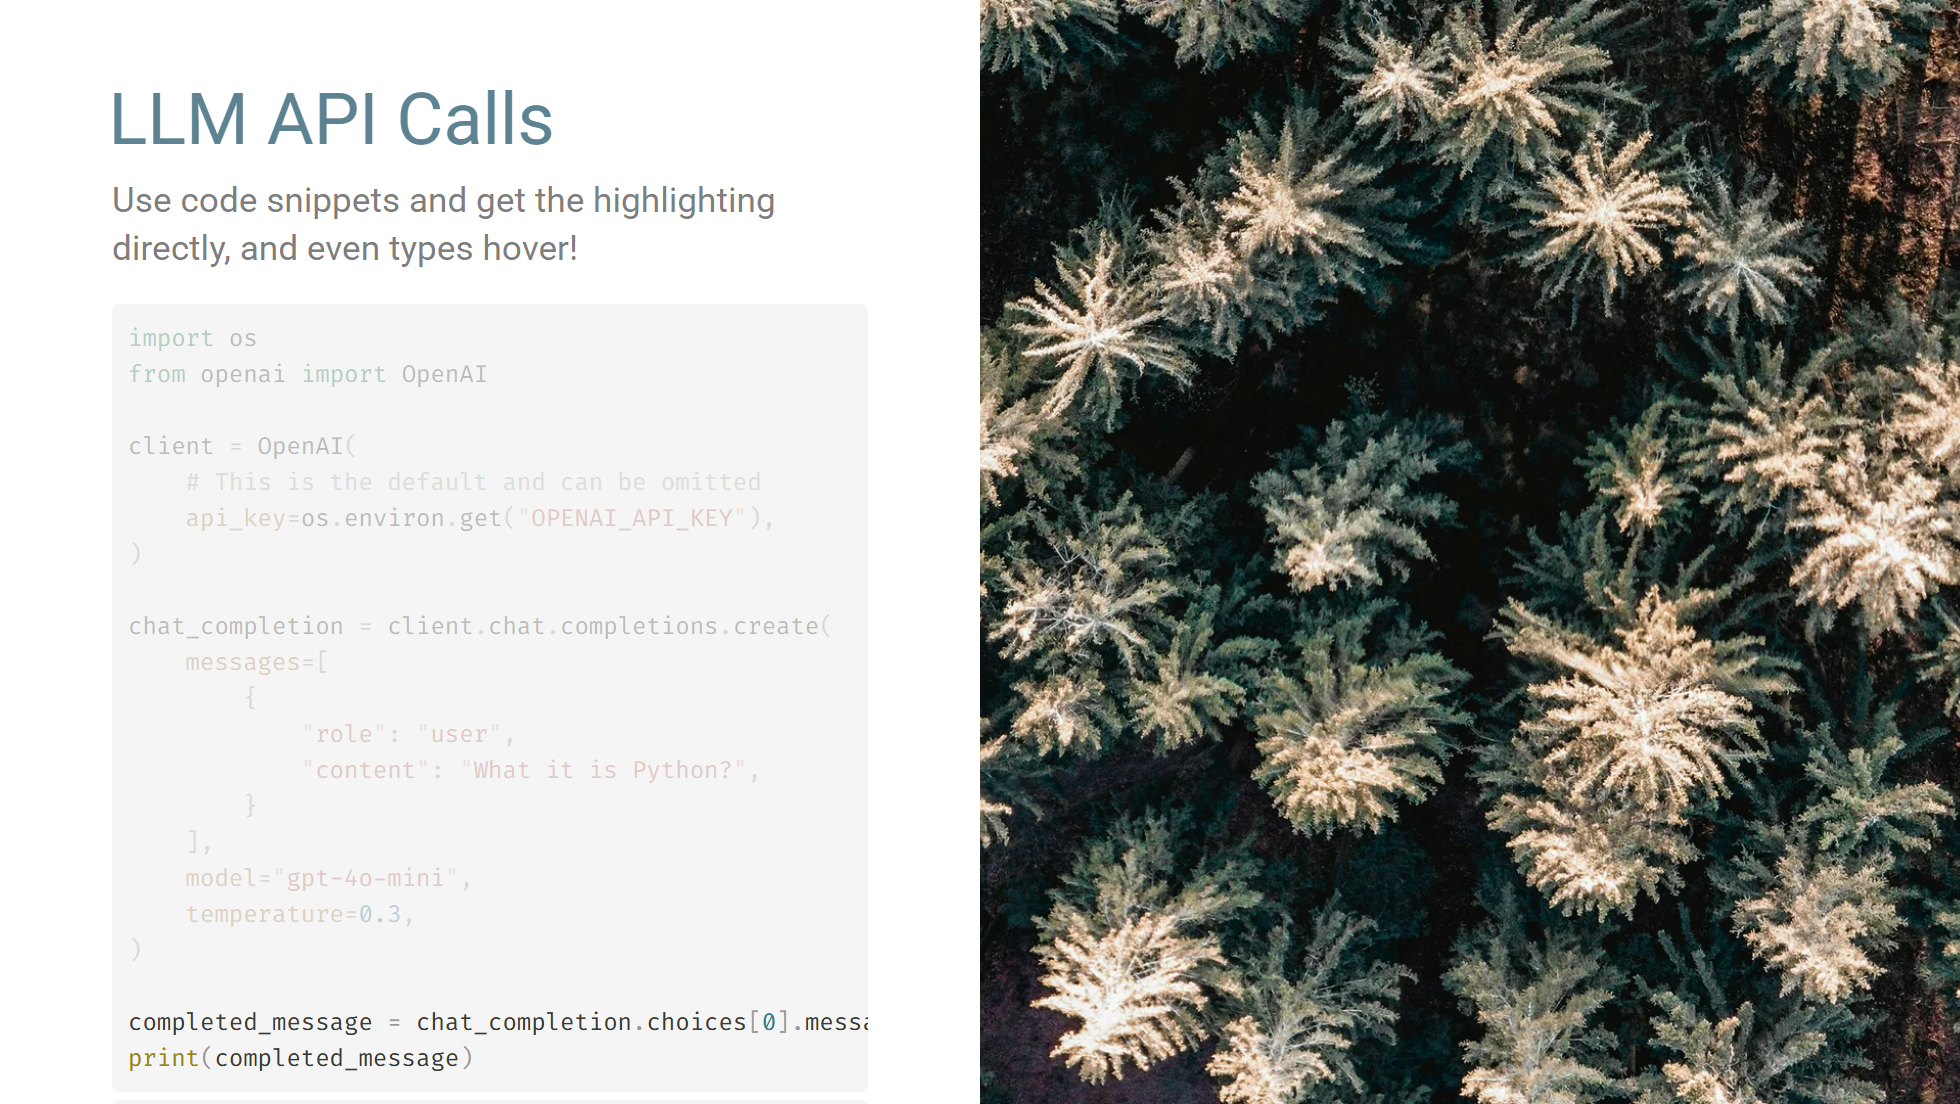 LLM API Calls
Use code snippets and get the highlighting
directly, and even types hover!
import os
from openai import OpenAI
client = OpenAI(
# This is the default and can be omitted
api_key=os.environ.get("OPENAI_API_KEY"),
)
chat_completion = client.chat.completions.create(
messages=[
{
"role": "user",
"content": "What it is Python?",
}
],
model="gpt-4o-mini",
temperature=0.3,
)
completed_message = chat_completion.choices[0].messa
print(completed_message)